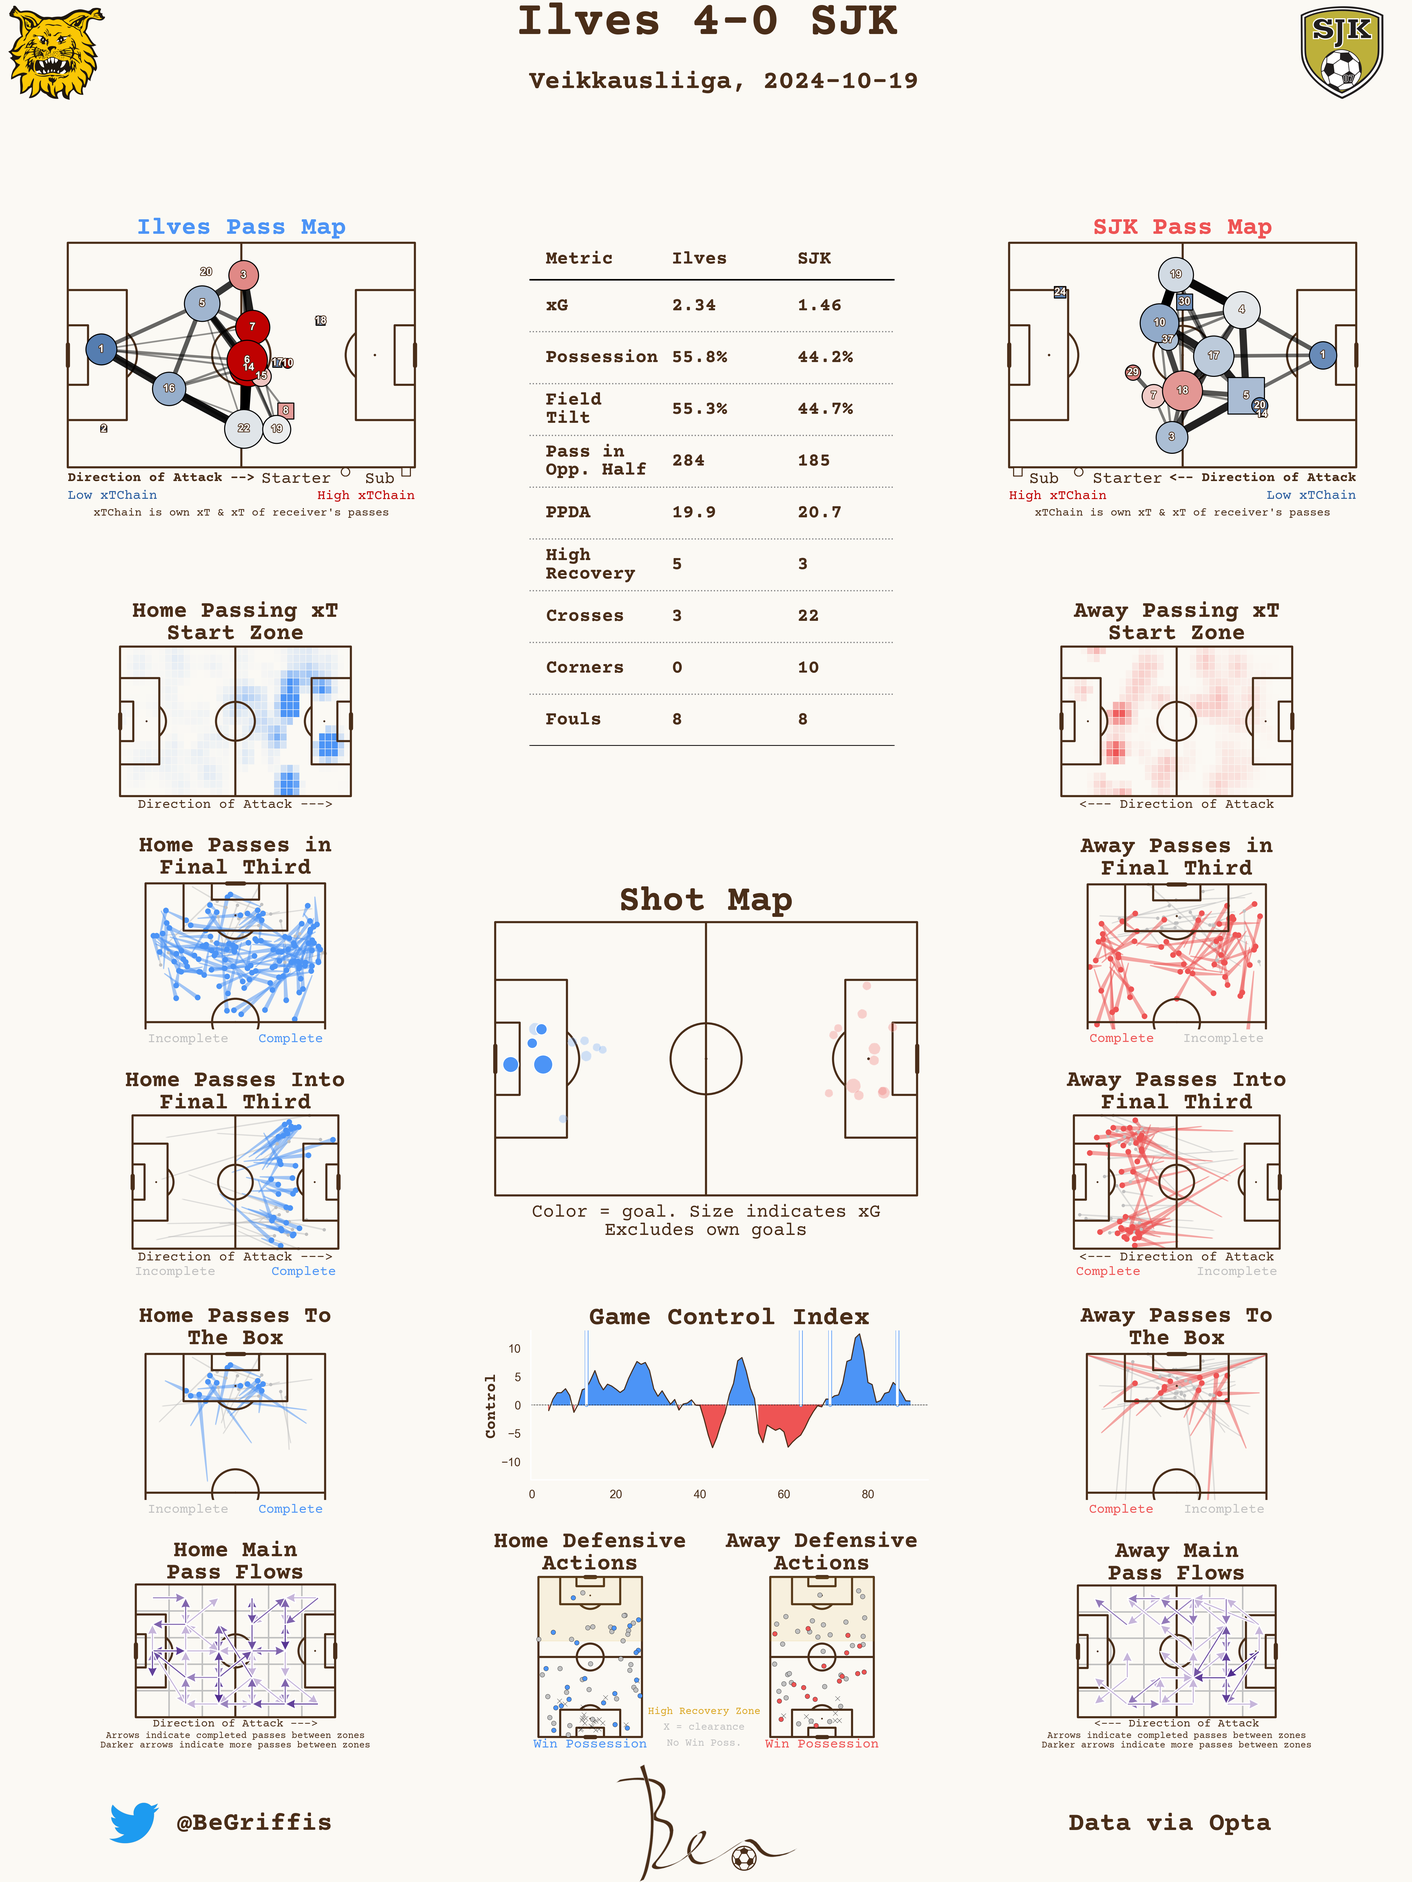 Ilves 4-0 SJK
Veikkausliiga, 2024-10-19
SJK
Ilves Pass Map
20
3
5
7
18
1
6
14
17
10
15
16
8
22
19
2
Direction of Attack --> Starter Sub
Low xTChain High xTChain
xTChain is own xT & xT of receiver's passes
Metric Ilves SJK
xG 2.34 1.46
Possession 55.8% 44.2%
Field
Tilt 55.3% 44.7%
Pass in
Opp. Half 284 185
PPDA 19.9 20.7
High
Recovery 5 3
Crosses 3 22
Corners 0 10
Fouls 8 8
SJK Pass Map
19
24
30
4
10
37
17
1
29
18
7
5
20
14
3
Sub Starter <-- Direction of Attack
High xTChain Low xTChain
xTChain is own xT & xT of receiver's passes
Home Passing xT
Start Zone
Direction of Attack --->
Away Passing xT
Start Zone
<--- Direction of Attack
Home Passes in
Final Third
Incomplete Complete
Away Passes in
Final Third
Complete Incomplete
Shot Map
Color = goal. Size indicates xG
Excludes own goals
Home Passes Into
Final Third
Direction of Attack --->
Incomplete Complete
Away Passes Into
Final Third
<--- Direction of Attack
Complete Incomplete
Home Passes To
The Box
Incomplete Complete
Game Control Index
Control
10
5
0
−5
−10
0 20 40 60 80
Away Passes To
The Box
Complete Incomplete
Home Main
Pass Flows
Direction of Attack --->
Arrows indicate completed passes between zones
Darker arrows indicate more passes between zones
Home Defensive
Actions
Win Possession
Away Defensive
Actions
Win Possession
High Recovery Zone
X = clearance
No Win Poss.
Away Main
Pass Flows
<--- Direction of Attack
Arrows indicate completed passes between zones
Darker arrows indicate more passes between zones
@BeGriffis
Ben
Data via Opta